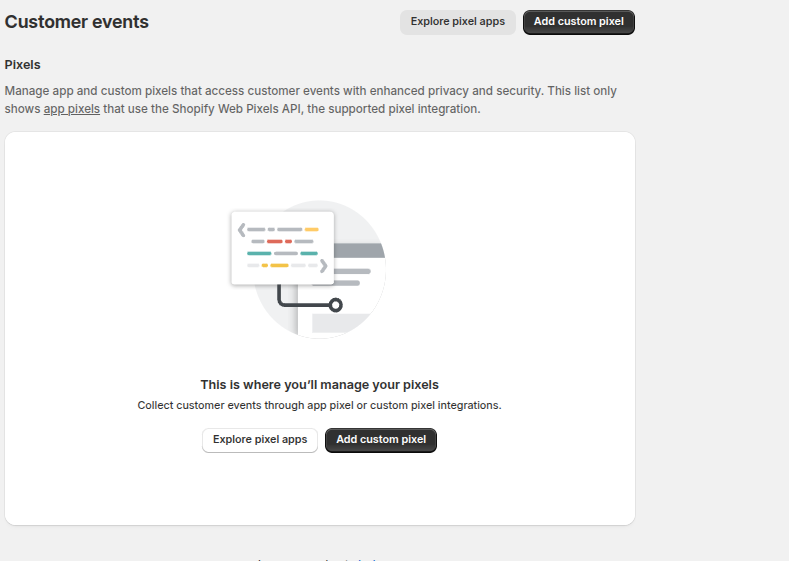 Customer events
Explore pixel apps
Add custom pixel
Pixels
Manage app and custom pixels that access customer events with enhanced privacy and security. This list only
shows app pixels that use the Shopify Web Pixels API, the supported pixel integration.
This is where you’ll manage your pixels
Collect customer events through app pixel or custom pixel integrations.
Explore pixel apps
Add custom pixel